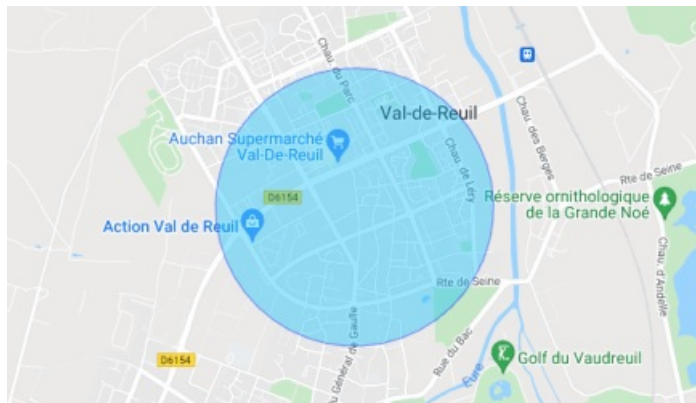 Chau. du Parc
Val-de-Reuil
Auchan Supermarché
Val-De-Reuil
Chau. des Berges
Chau. de Léry
Rte de Seine
D6154
Réserve ornithologique
de la Grande Noé
Action Val de Reuil
Chau. d'Andelle
Rte de Seine
u Général de Gaulle
Rue du Bac
D6154
Golf du Vaudreuil
Eure